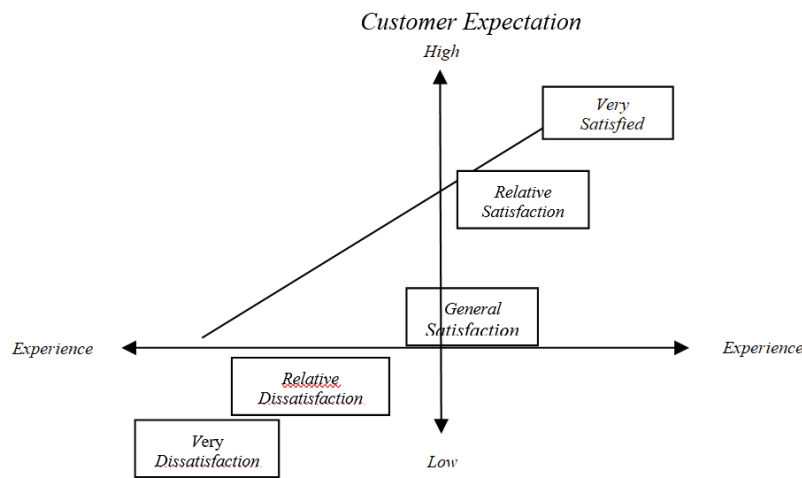 Customer Expectation
High
Very
Satisfied
Relative
Satisfaction
General
Satisfaction
Experience
Experience
Relative
Dissatisfaction
Very
Dissatisfaction
Low